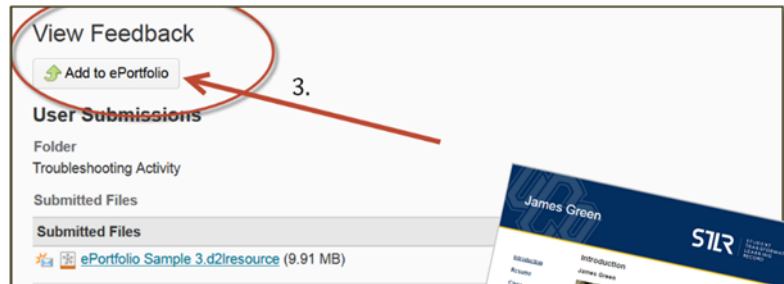 View Feedback
Add to ePortfolio
3.
User Submissions
Folder
Troubleshooting Activity
Submitted Files
Submitted Files
ePortfolio Sample 3.d2lresource (9.91 MB)
James Green
STLR
STUDENT
TRANSFORMAT
LEARNING
RECORD
Introduction
Resume
Introduction
James Green